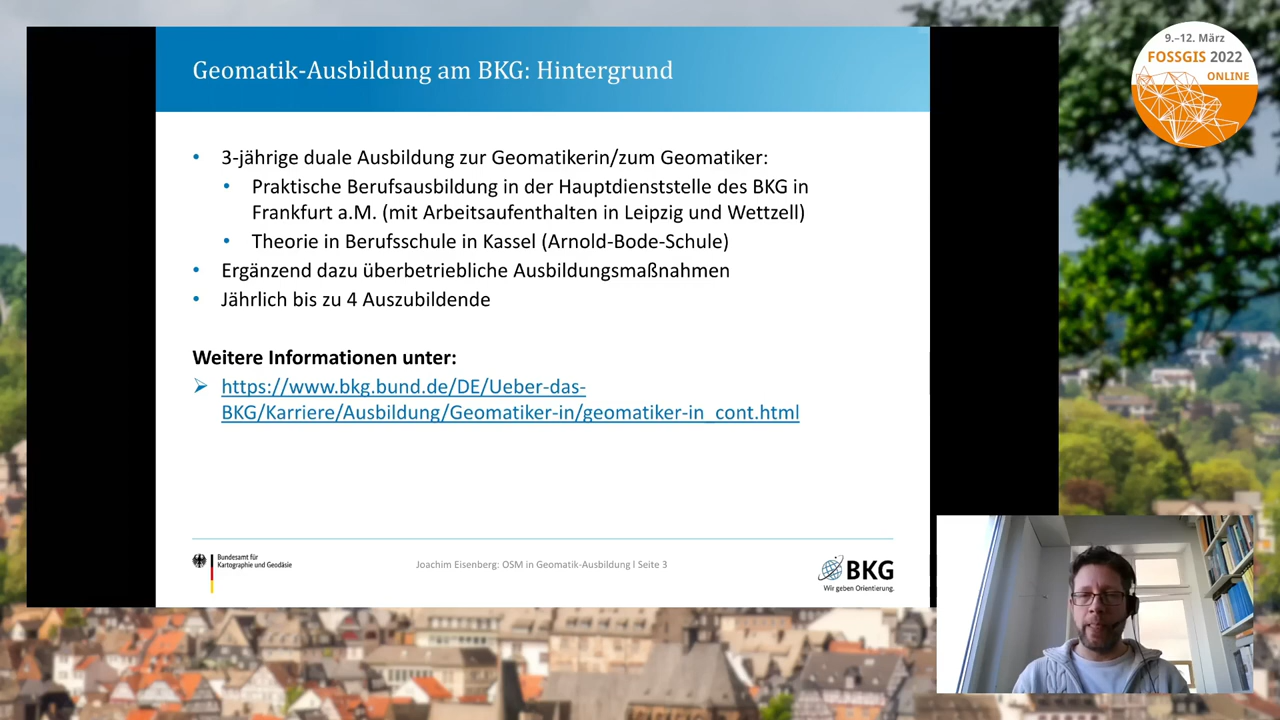 9.–12. März
FOSSGIS 2022
ONLINE
Geomatik-Ausbildung am BKG: Hintergrund
• 3-jährige duale Ausbildung zur Geomatikerin/zum Geomatiker:
• Praktische Berufsausbildung in der Hauptdienststelle des BKG in
Frankfurt a.M. (mit Arbeitsaufenthalten in Leipzig und Wettzell)
• Theorie in Berufsschule in Kassel (Arnold-Bode-Schule)
• Ergänzend dazu überbetriebliche Ausbildungsmaßnahmen
• Jährlich bis zu 4 Auszubildende
Weitere Informationen unter:
➢ https://www.bkg.bund.de/DE/Ueber-das-
BKG/Karriere/Ausbildung/Geomatiker-in/geomatiker-in_cont.html
Bundesamt für
Kartographie und Geodäsie
Joachim Eisenberg: OSM in Geomatik-Ausbildung I Seite 3
BKG
Wir geben Orientierung.